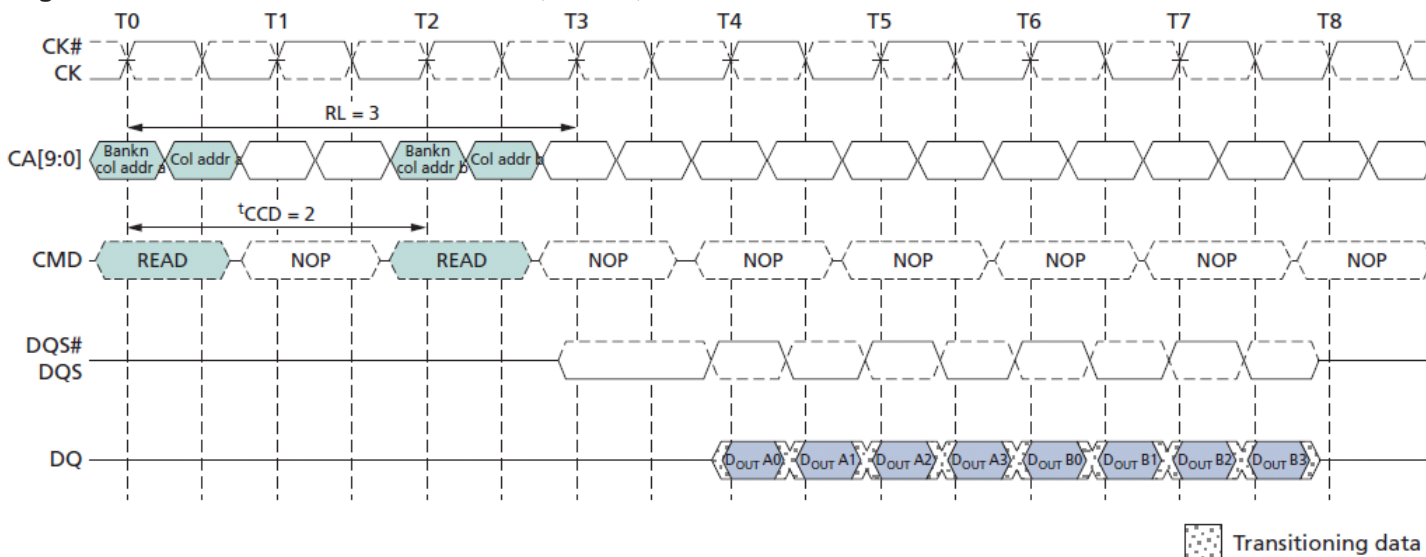 T0 T1 T2 T3 T4 T5 T6 T7 T8
CK#
CK
RL = 3
CA[9:0] Bankn col addr a Col addr a Bankn col addr b Col addr b
tCCD = 2
CMD READ NOP READ NOP NOP NOP NOP NOP NOP
DQS#
DQS
DQ DOUT A0 DOUT A1 DOUT A2 DOUT A3 DOUT B0 DOUT B1 DOUT B2 DOUT B3
Transitioning data